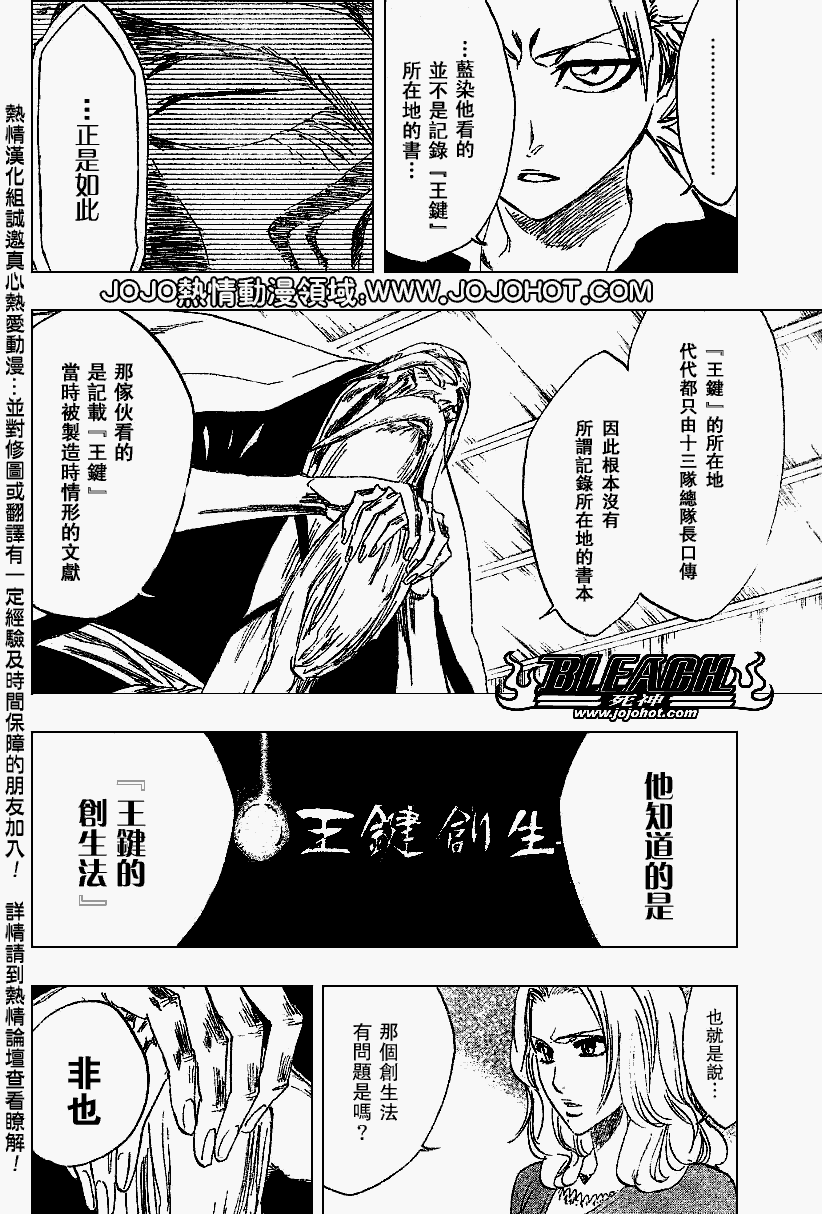 ………………
…藍染他看的
並不是記錄『王鍵』
所在地的書…
…正是如此
JOJO熱情動漫領域:WWW.JOJOHOT.COM
『王鍵』的所在地
代代都只由十三隊總隊長口傳
因此根本沒有
所謂記錄所在地的書本
那傢伙看的
是記載『王鍵』
當時被製造時情形的文獻
BLEACH
死神
www.jojohot.com
他知道的是
王鍵創生
『王鍵的
創生法』
也就是說…
那個創生法
有問題是嗎？
非也
熱情漢化組誠邀真心熱愛動漫…並對修圖或翻譯有一定經驗及時間保障的朋友加入！ 詳情請到熱情論壇查看瞭解！